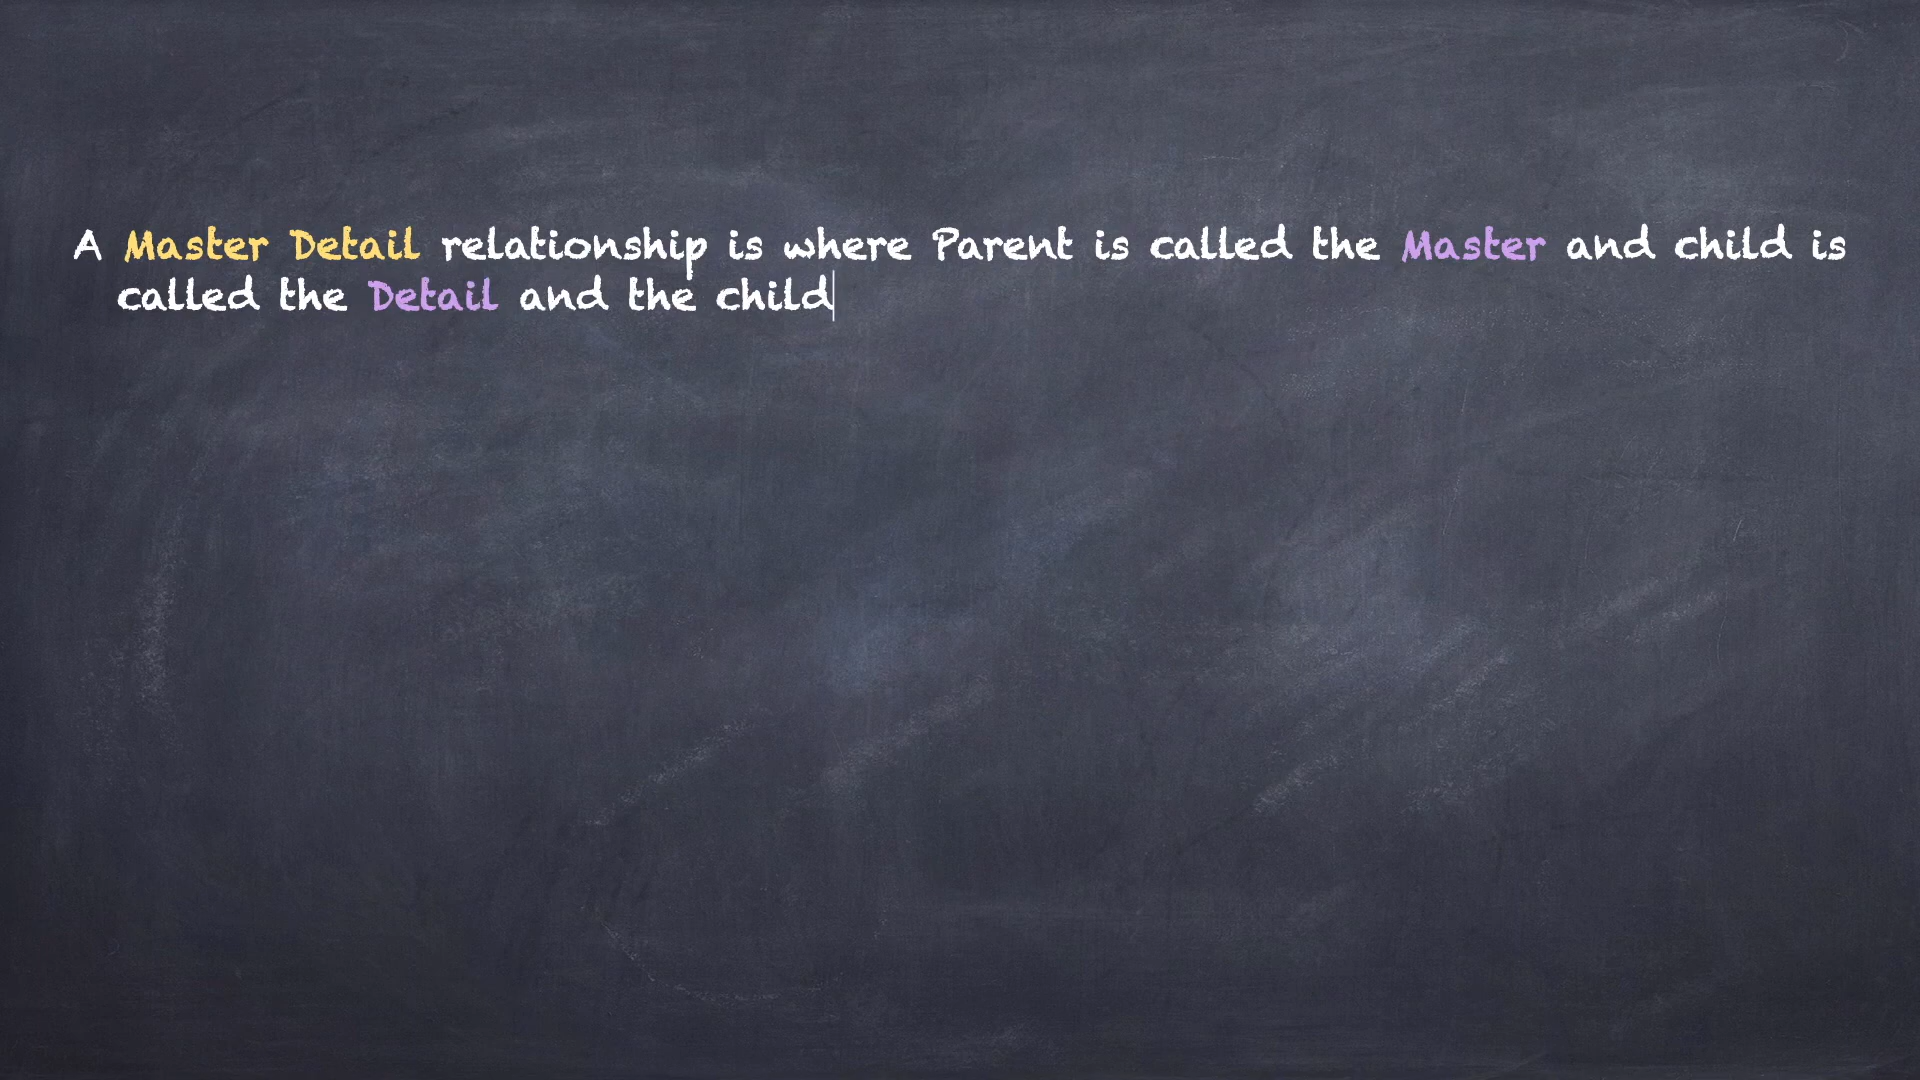 A Master Detail relationship is where Parent is called the Master and child is
called the Detail and the child